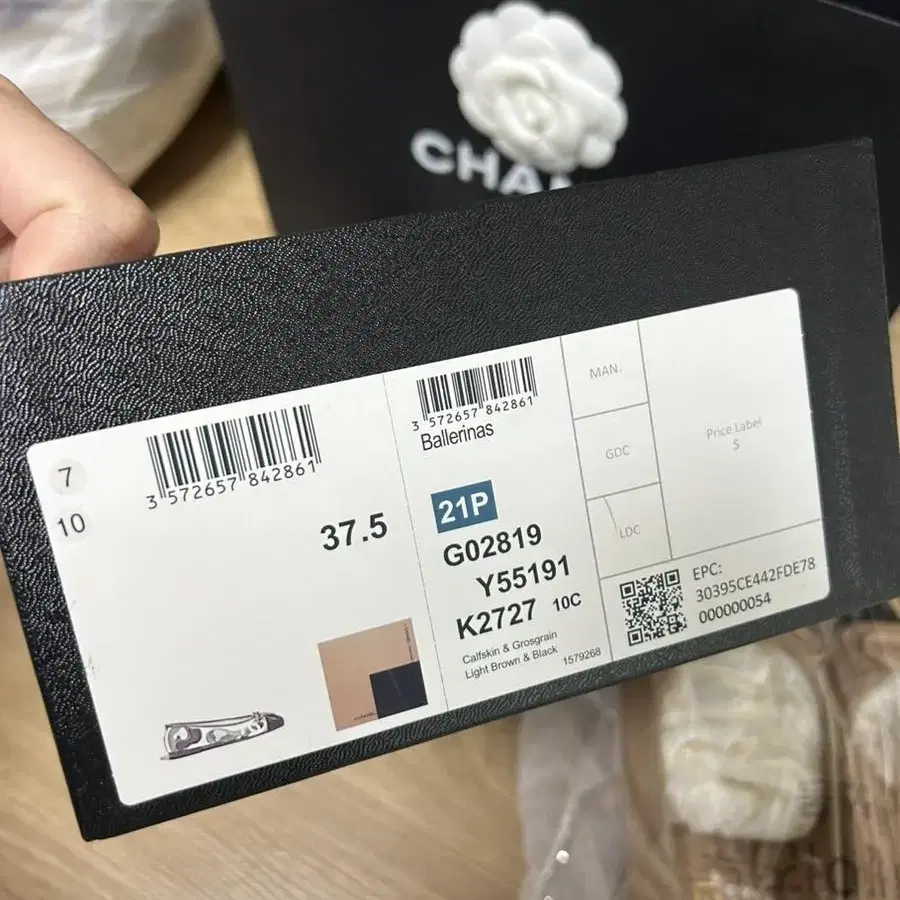 CHA
7
10
3 572657 842861
37.5
3 572657 842861
Ballerinas
21P
G02819
Y55191
K2727 10C
Calfskin & Grosgrain
Light Brown & Black 1579268
MAN.
GDC
LDC
Price Label
$
EPC:
30395CE442FDE78
000000054